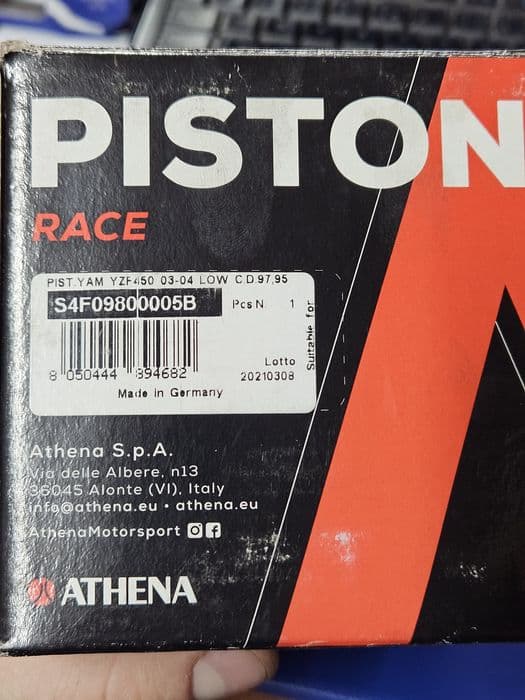 PISTON
RACE
PIST.YAM YZF450 03-04 LOW C D.97,95
S4F09800005B Pcs N 1
Suitable for
8 050444 894682
Lotto
20210308
Made in Germany
Athena S.p.A.
Via delle Albere, n13
36045 Alonte (VI), Italy
info@athena.eu • athena.eu
AthenaMotorsport
ATHENA